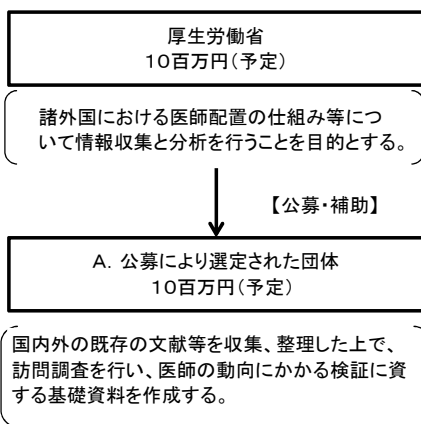 厚生労働省
10百万円(予定)
諸外国における医師配置の仕組み等につ
いて情報収集と分析を行うことを目的とする。
【公募・補助】
A. 公募により選定された団体
10百万円(予定)
国内外の既存の文献等を収集、整理した上で、
訪問調査を行い、医師の動向にかかる検証に資
する基礎資料を作成する。